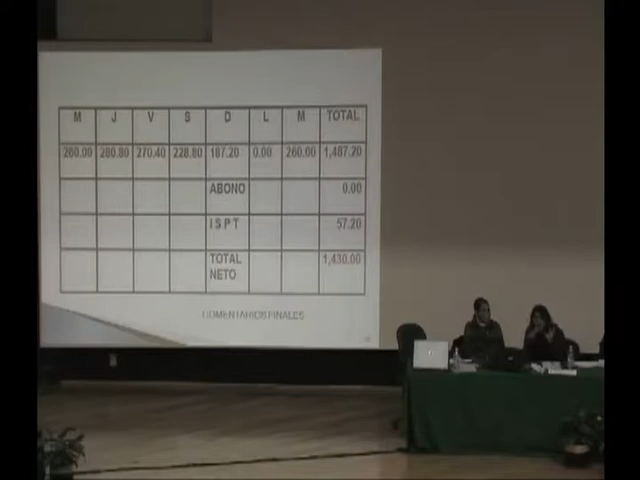 M J V S D L M TOTAL
260.00 280.80 270.40 228.80 187.20 0.00 260.00 1,487.20
ABONO 0.00
I S P T 57.20
TOTAL NETO 1,430.00
COMENTARIOS FINALES